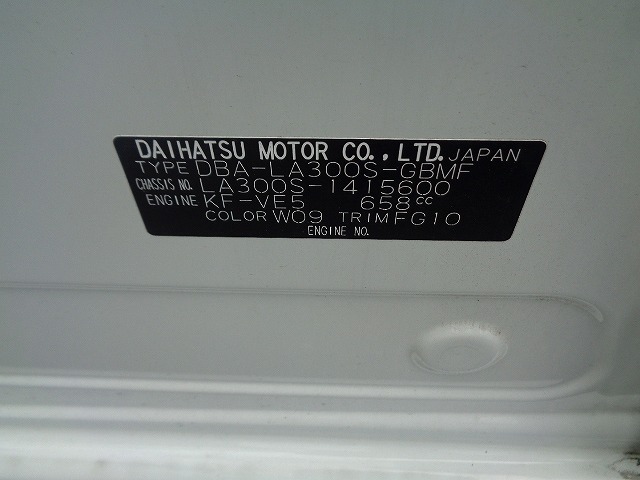 DAIHATSU MOTOR CO., LTD. JAPAN
TYPE DBA-LA300S-GBMF
CHASSIS NO. LA300S-1415600
ENGINE KF-VE5 658cc
COLOR W09 TRIM FG10
ENGINE NO.